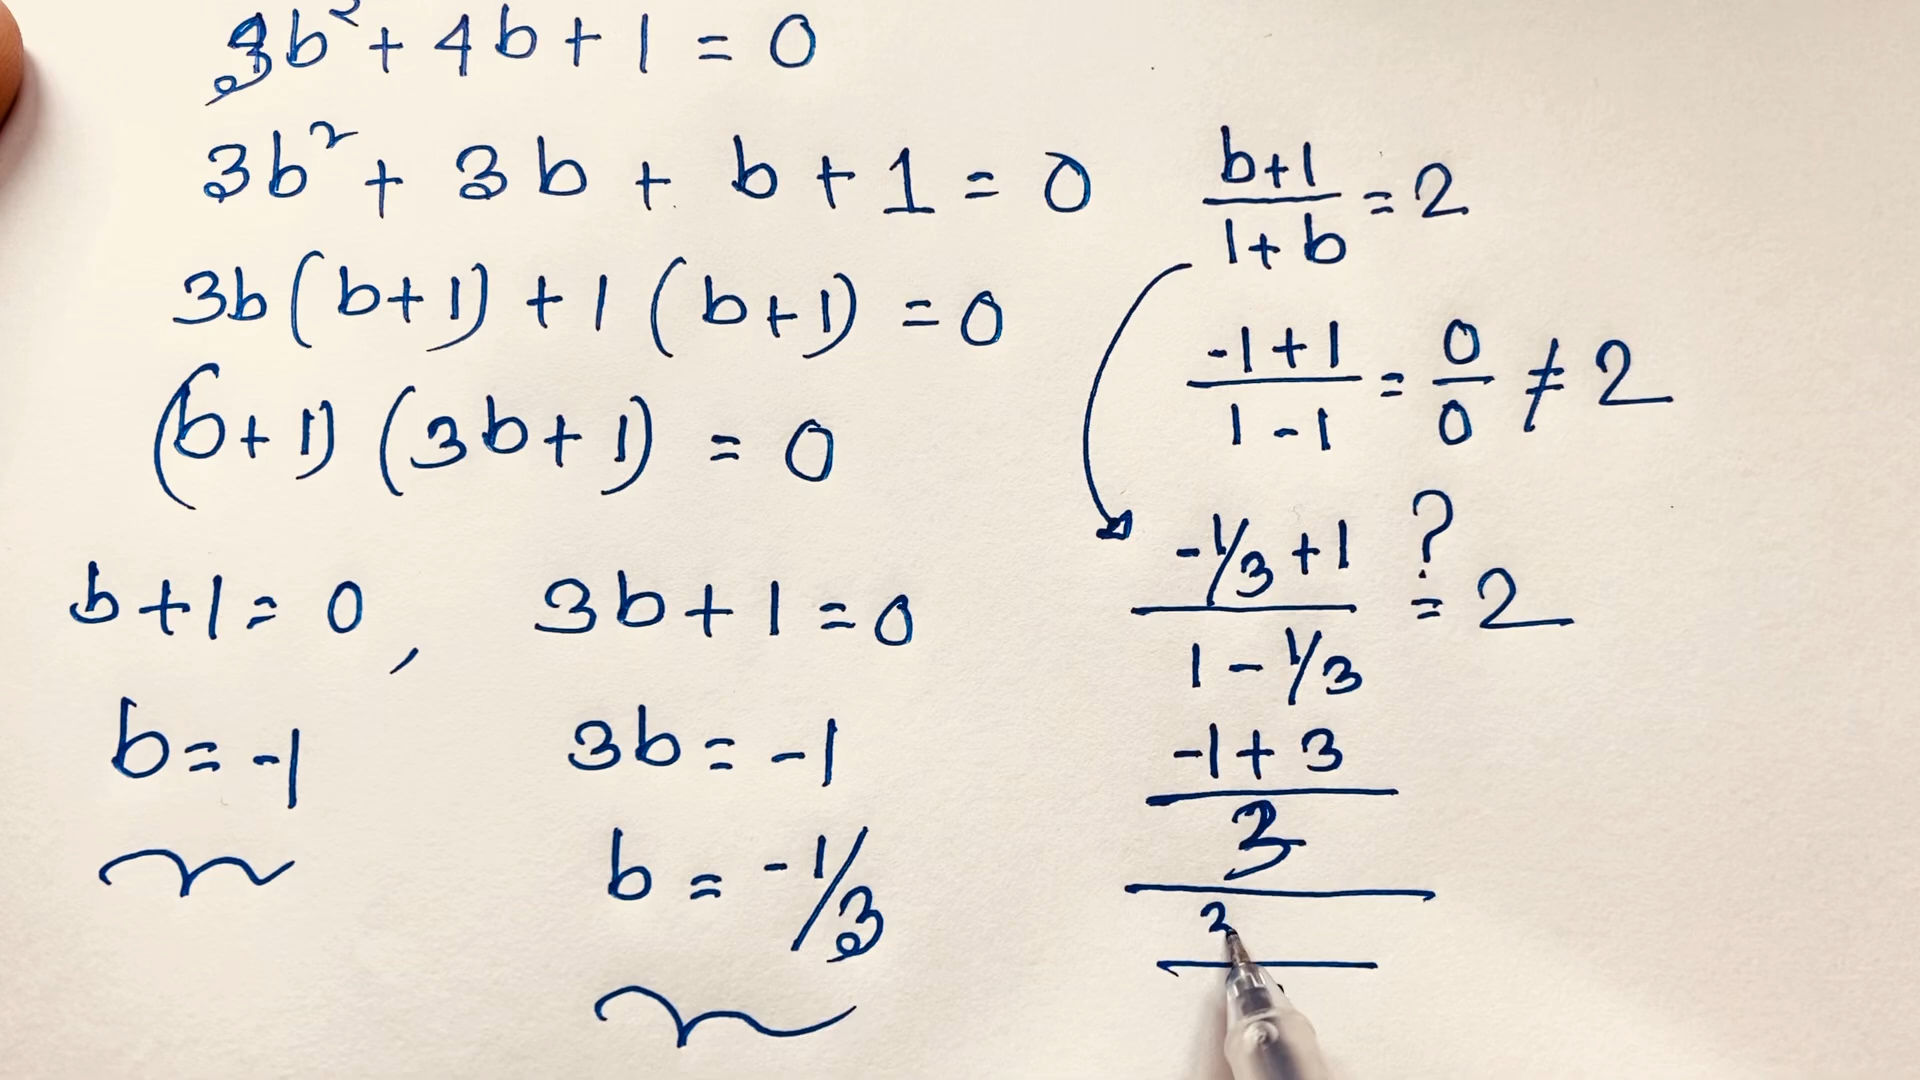 3b² + 4b + 1 = 0
3b² + 3b + b + 1 = 0
3b(b+1) + 1(b+1) = 0
(b+1)(3b+1) = 0
b+1 = 0, 3b+1 = 0
b = -1 3b = -1
b = -1/3
b+1
1+b
= 2
-1+1
1-1
= 0
0
≠ 2
-1/3 + 1
1 - 1/3
?
= 2
-1 + 3
3
3